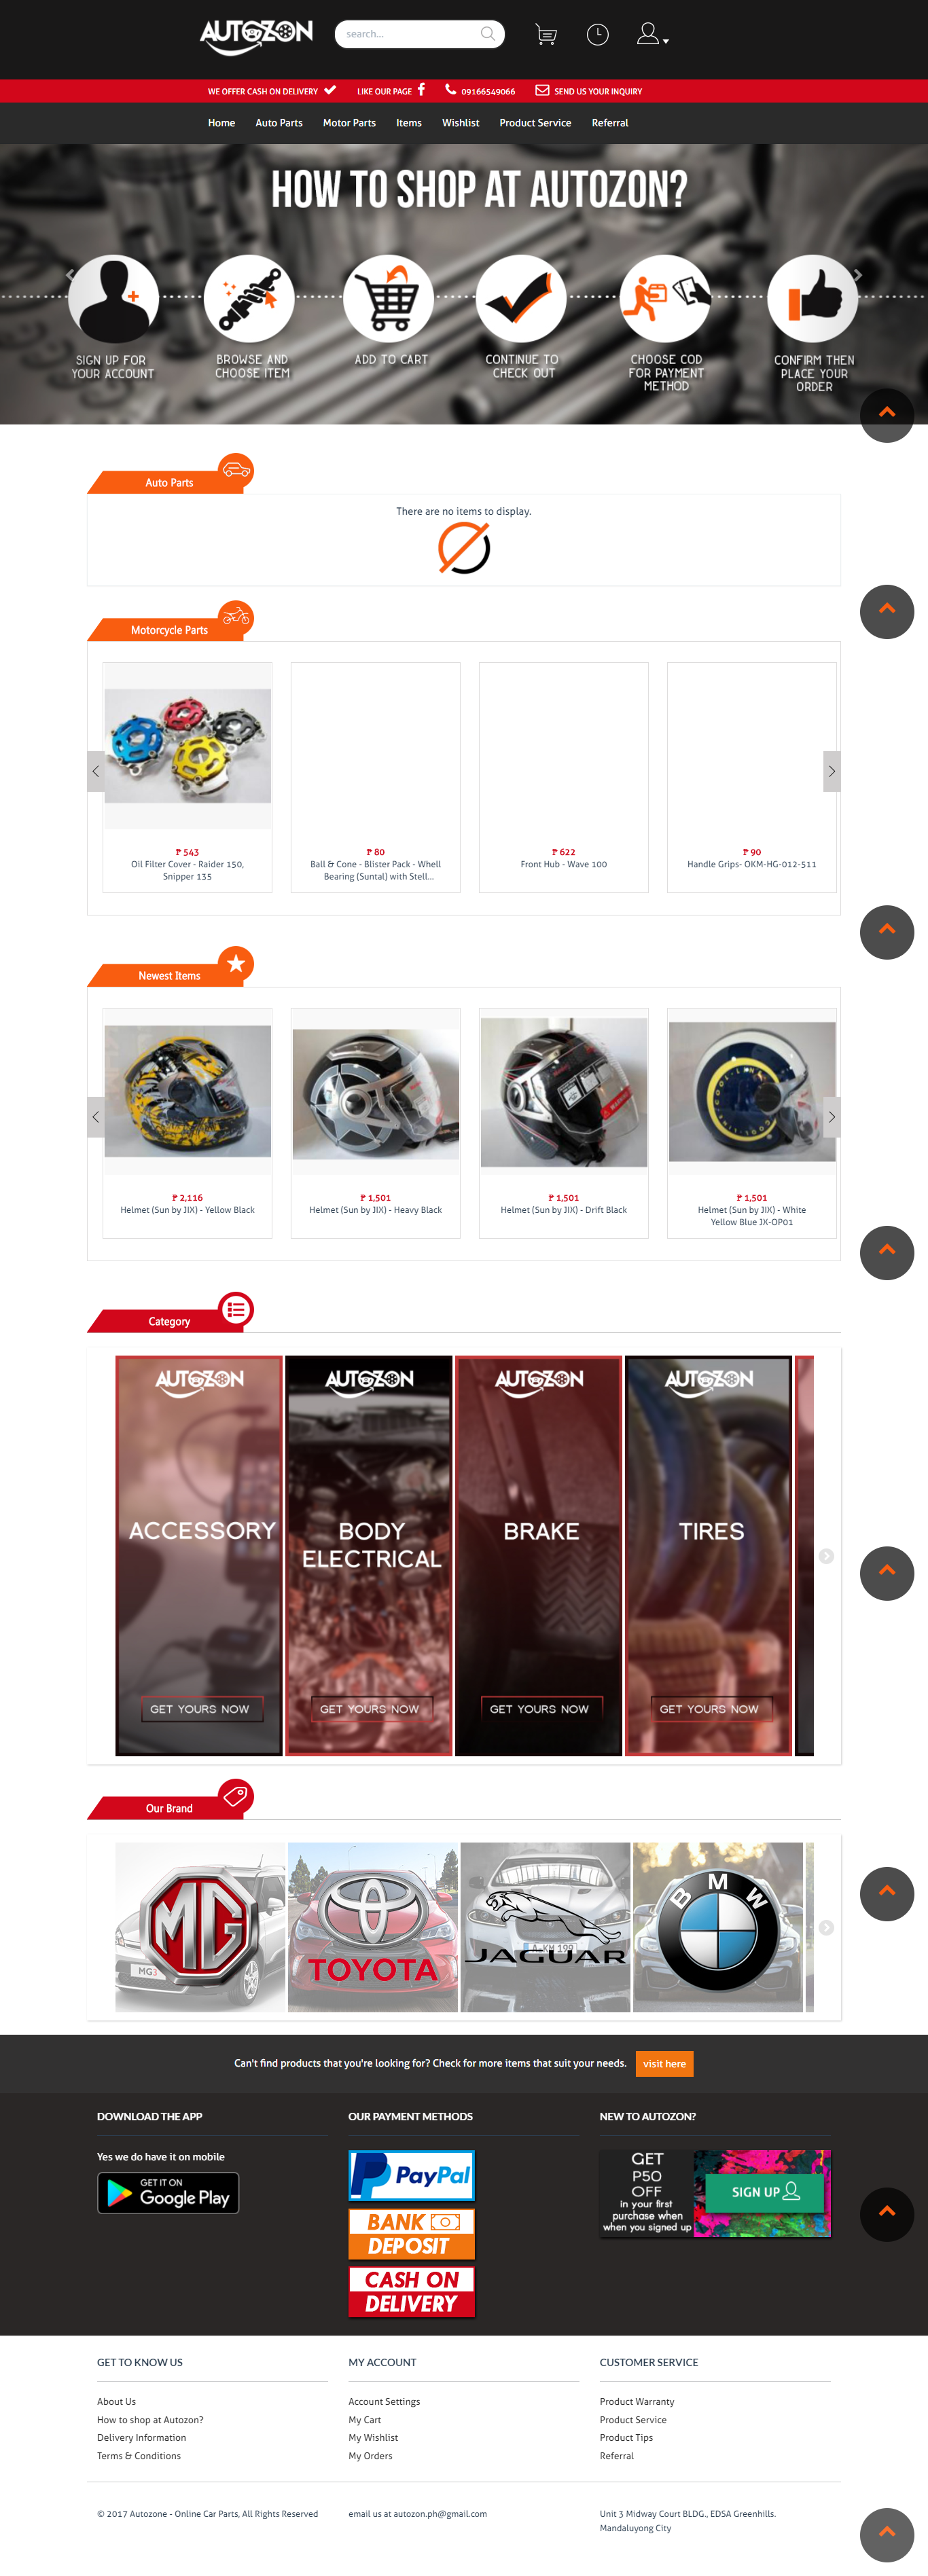 AUTOZON
search...
WE OFFER CASH ON DELIVERY LIKE OUR PAGE 09166549066 SEND US YOUR INQUIRY
Home Auto Parts Motor Parts Items Wishlist Product Service Referral
HOW TO SHOP AT AUTOZON?
SIGN UP FOR
YOUR ACCOUNT
BROWSE AND
CHOOSE ITEM
ADD TO CART
CONTINUE TO
CHECK OUT
CHOOSE COD
FOR PAYMENT
METHOD
CONFIRM THEN
PLACE YOUR
ORDER
Auto Parts
There are no items to display.
Motorcycle Parts
₱ 543
Oil Filter Cover - Raider 150,
Snipper 135
₱ 80
Ball & Cone - Blister Pack - Whell
Bearing (Suntal) with Stell...
₱ 622
Front Hub - Wave 100
₱ 90
Handle Grips- OKM-HG-012-511
Newest Items
₱ 2,116
Helmet (Sun by JIX) - Yellow Black
₱ 1,501
Helmet (Sun by JIX) - Heavy Black
₱ 1,501
Helmet (Sun by JIX) - Drift Black
₱ 1,501
Helmet (Sun by JIX) - White
Yellow Blue JX-OP01
Category
AUTOZON
ACCESSORY
GET YOURS NOW
AUTOZON
BODY
ELECTRICAL
GET YOURS NOW
AUTOZON
BRAKE
GET YOURS NOW
AUTOZON
TIRES
GET YOURS NOW
Our Brand
MG
MG3
TOYOTA
JAGUAR
BMW
Can't find products that you're looking for? Check for more items that suit your needs. visit here
DOWNLOAD THE APP
Yes we do have it on mobile
GET IT ON
Google Play
OUR PAYMENT METHODS
PayPal
BANK
DEPOSIT
CASH ON
DELIVERY
NEW TO AUTOZON?
GET
P50
OFF
in your first
purchase when
when you signed up
SIGN UP
GET TO KNOW US
About Us
How to shop at Autozon?
Delivery Information
Terms & Conditions
MY ACCOUNT
Account Settings
My Cart
My Wishlist
My Orders
CUSTOMER SERVICE
Product Warranty
Product Service
Product Tips
Referral
© 2017 Autozone - Online Car Parts, All Rights Reserved
email us at autozon.ph@gmail.com
Unit 3 Midway Court BLDG., EDSA Greenhills.
Mandaluyong City